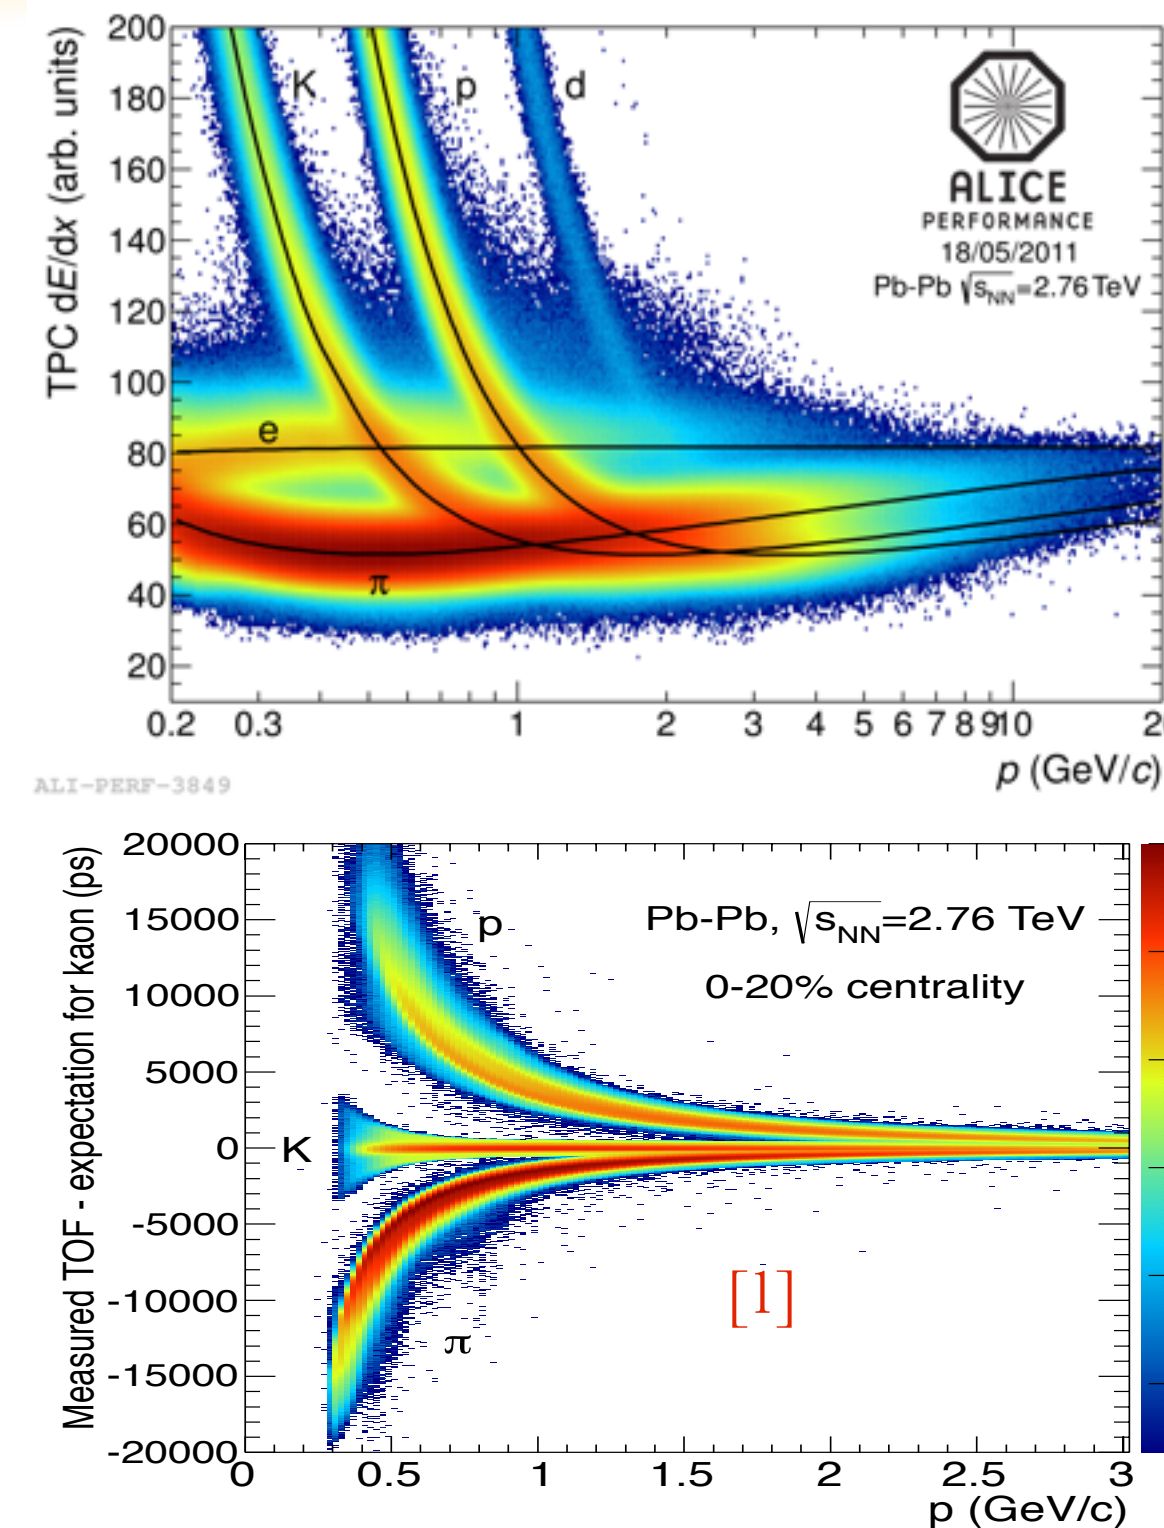 TPC dE/dx (arb. units)
200
180
160
140
120
100
80
60
40
20
K
p
d
e
π
ALICE
PERFORMANCE
18/05/2011
Pb-Pb √sNN=2.76 TeV
0.2 0.3 1 2 3 4 5 6 7 8 9 10
p (GeV/c)
ALI-PERF-3849
Measured TOF - expectation for kaon (ps)
20000
15000
10000
5000
0
-5000
-10000
-15000
-20000
p
Pb-Pb, √sNN=2.76 TeV
0-20% centrality
K
[1]
π
0 0.5 1 1.5 2 2.5 3
p (GeV/c)